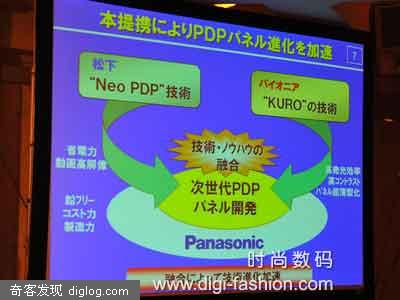 本提携によりPDPパネル進化を加速
7
松下
“Neo PDP”技術
パイオニア
“KURO”の技術
技術・ノウハウの
融合
省電力
動画高解像
高発光効率
高コントラスト
パネル超薄型化
次世代PDP
パネル開発
鉛フリー
コスト力
製造力
Panasonic
融合によって技術進化加速
时尚数码
www.digi-fashion.com
奇客发现 diglog.com